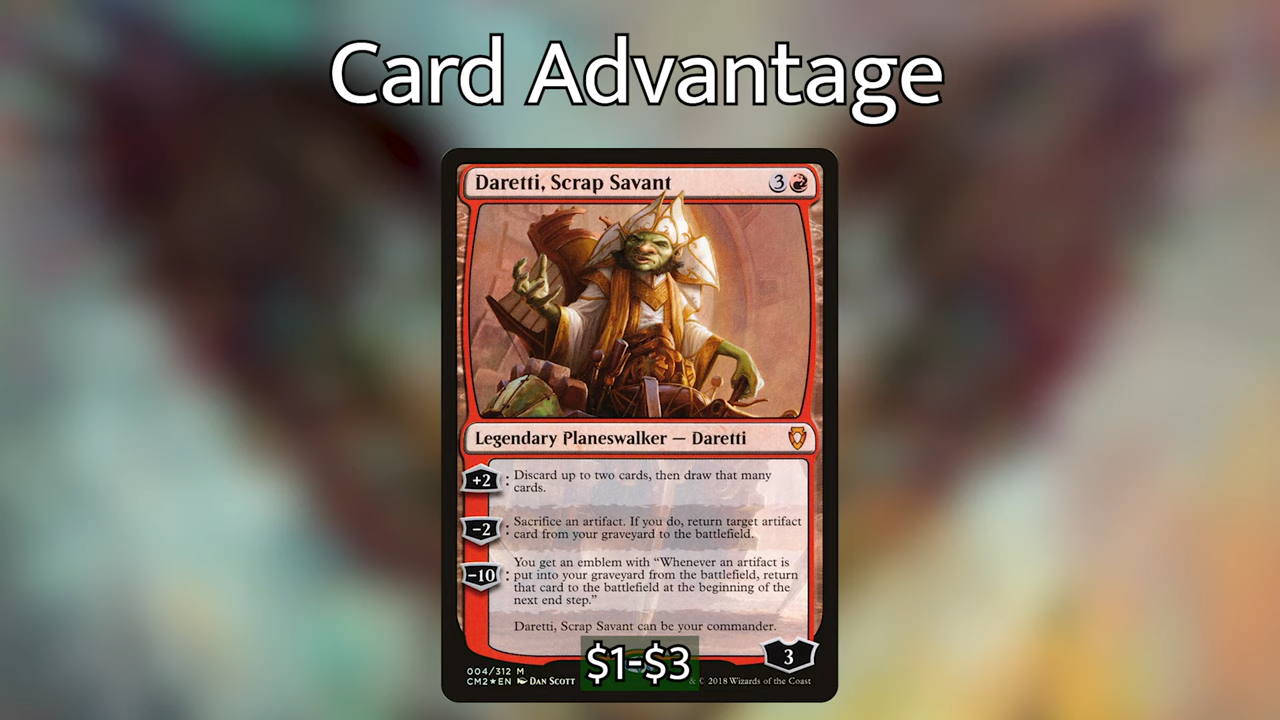 Card Advantage
Daretti, Scrap Savant 3
Legendary Planeswalker — Daretti
+2 : Discard up to two cards, then draw that many
cards.
−2 : Sacrifice an artifact. If you do, return target artifact
card from your graveyard to the battlefield.
−10 : You get an emblem with “Whenever an artifact is
put into your graveyard from the battlefield, return
that card to the battlefield at the beginning of the
next end step.”
Daretti, Scrap Savant can be your commander.
3
$1-$3
004/312 M
CM2★EN Dan Scott & © 2018 Wizards of the Coast